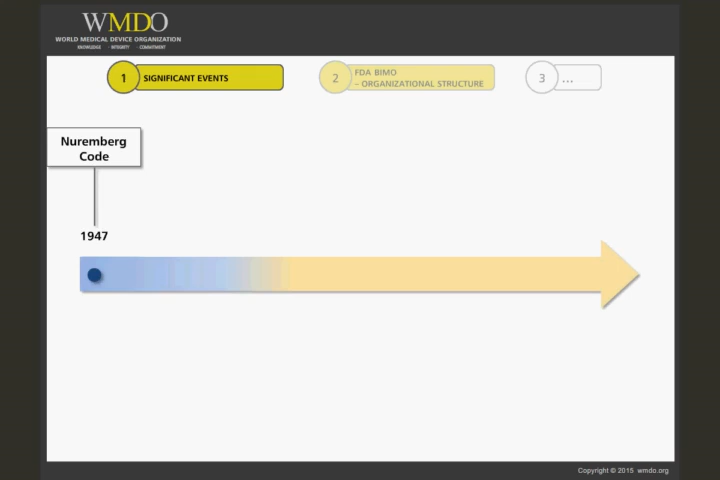 WMDO
WORLD MEDICAL DEVICE ORGANIZATION
KNOWLEDGE - INTEGRITY - COMMITMENT
1 SIGNIFICANT EVENTS
2 FDA BIMO
– ORGANIZATIONAL STRUCTURE
3 ...
Nuremberg
Code
1947
Copyright © 2015 wmdo.org